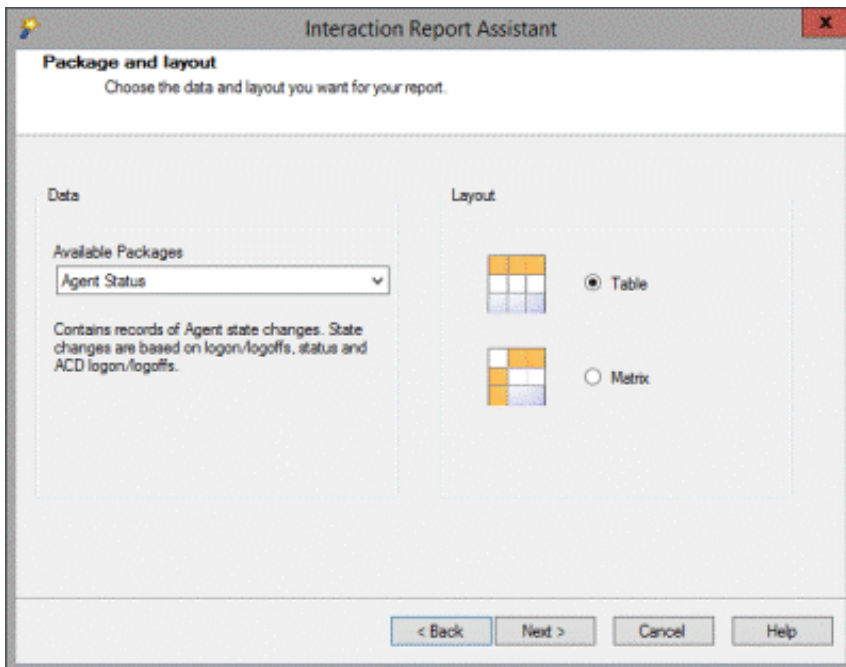 Interaction Report Assistant
x
Package and layout
Choose the data and layout you want for your report.
Data
Available Packages
Agent Status
Contains records of Agent state changes. State
changes are based on logon/logoffs, status and
ACD logon/logoffs.
Layout
Table
Matrix
< Back
Next >
Cancel
Help